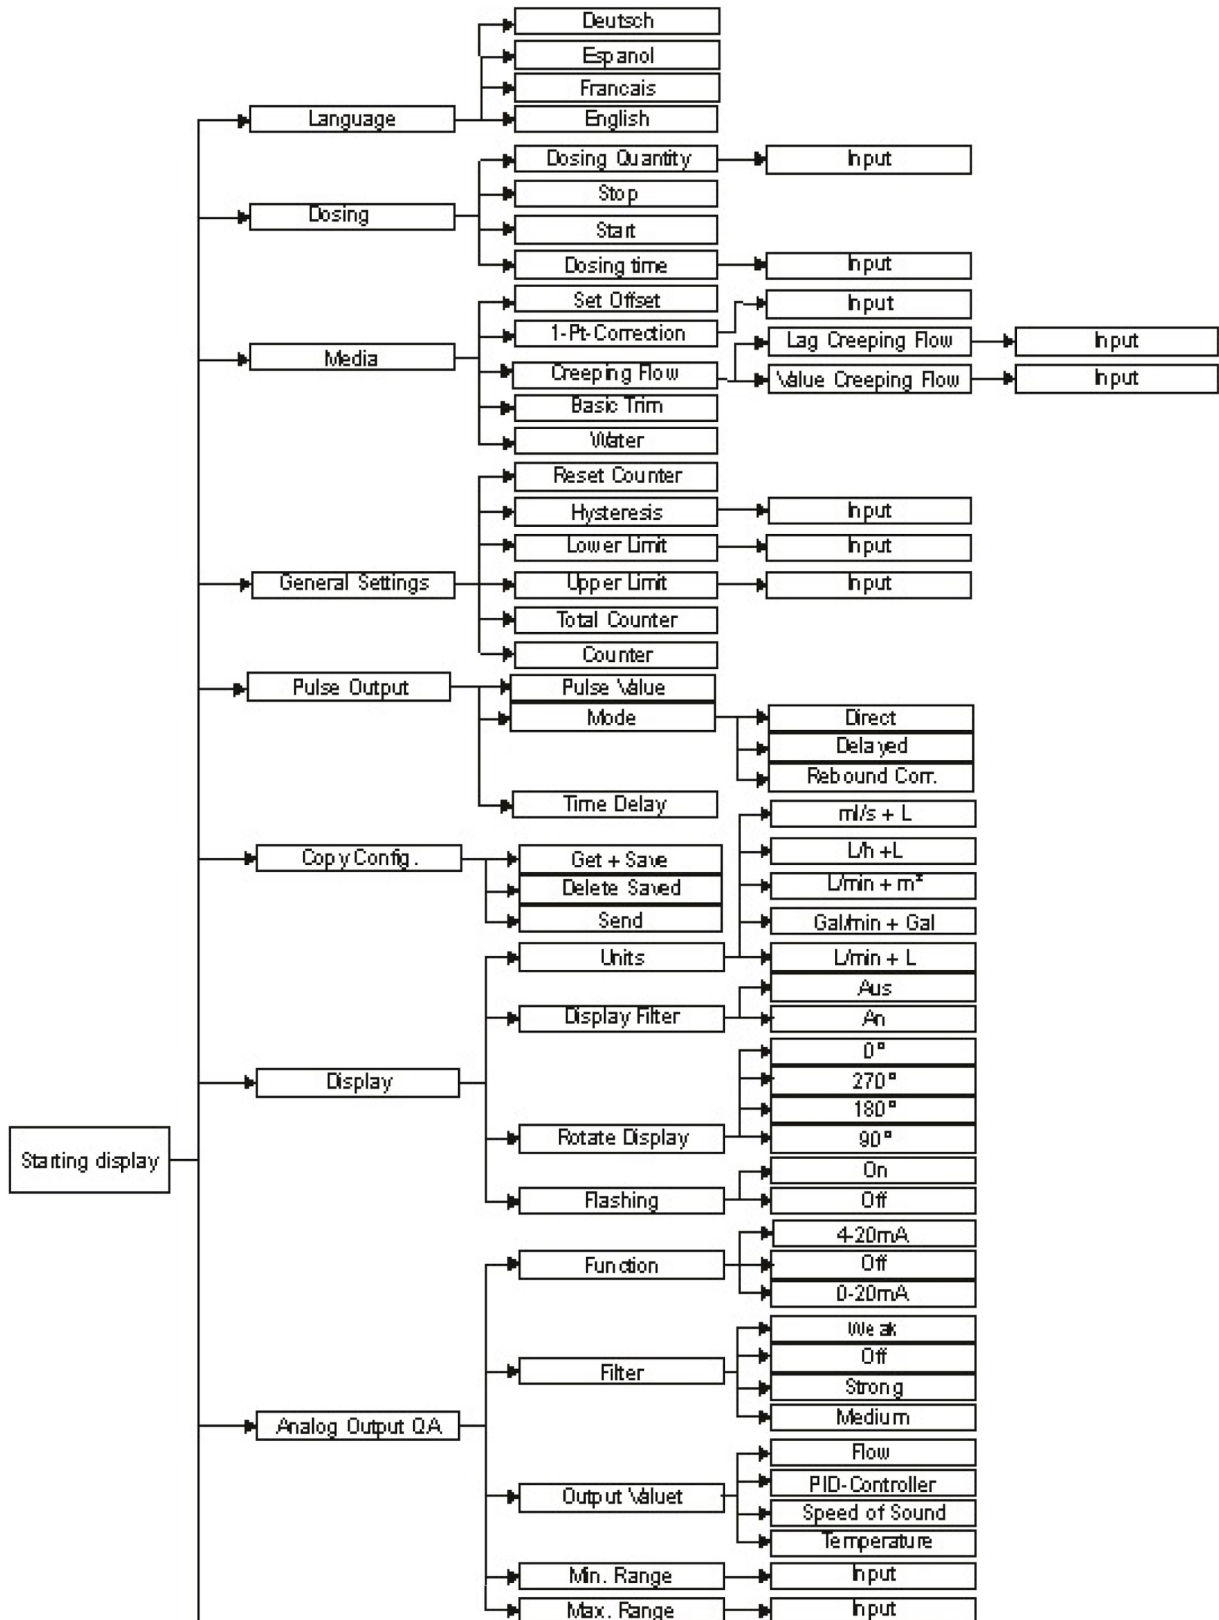 Deutsch
Espanol
Francais
Language
English
Dosing Quantity
Input
Stop
Dosing
Start
Dosing time
Input
Set Offset
Input
1-Pt-Correction
Lag Creeping Flow
Input
Media
Creeping Flow
Value Creeping Flow
Input
Basic Trim
Water
Reset Counter
Hysteresis
Input
Lower Limit
Input
General Settings
Upper Limit
Input
Total Counter
Counter
Pulse Output
Pulse Value
Mode
Direct
Delayed
Rebound Corr.
Time Delay
ml/s + L
Copy Config.
Get + Save
L/h +L
Delete Saved
L/min + m³
Send
Gal/min + Gal
Units
L/min + L
Aus
Display Filter
An
0°
Display
270°
180°
Rotate Display
90°
Starting display
On
Flashing
Off
4-20mA
Function
Off
0-20mA
Weak
Off
Filter
Strong
Medium
Analog Output QA
Flow
PID-Controller
Output Valuet
Speed of Sound
Temperature
Min. Range
Input
Max. Range
Input